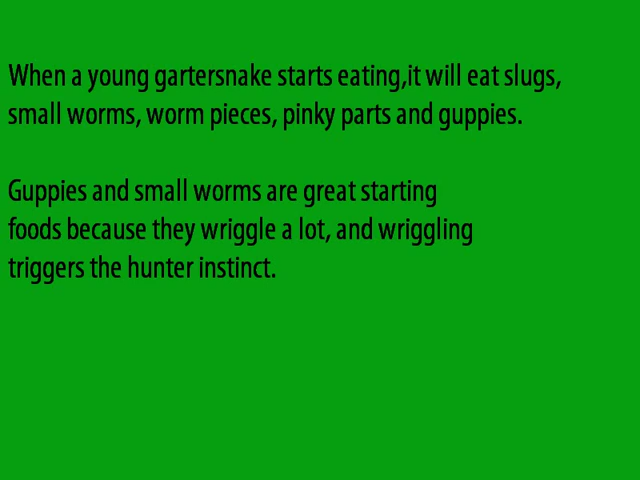 When a young gartersnake starts eating,it will eat slugs,
small worms, worm pieces, pinky parts and guppies.
Guppies and small worms are great starting
foods because they wriggle a lot, and wriggling
triggers the hunter instinct.